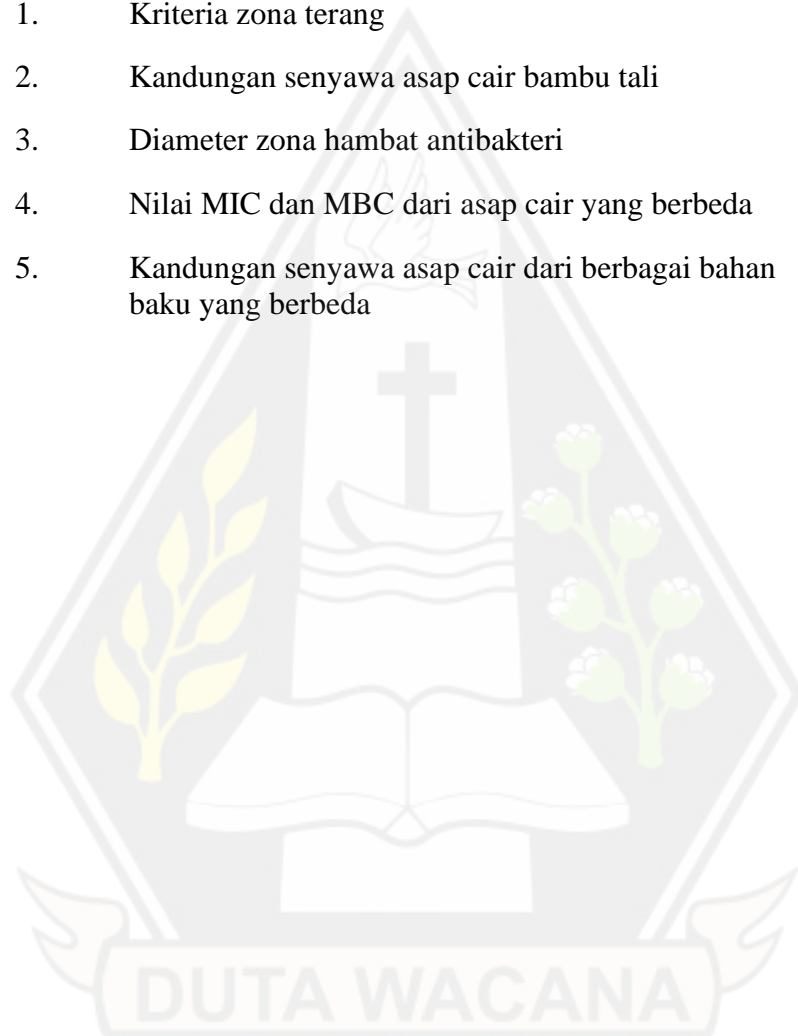 1. Kriteria zona terang
2. Kandungan senyawa asap cair bambu tali
3. Diameter zona hambat antibakteri
4. Nilai MIC dan MBC dari asap cair yang berbeda
5. Kandungan senyawa asap cair dari berbagai bahan
baku yang berbeda
DUTA WACANA